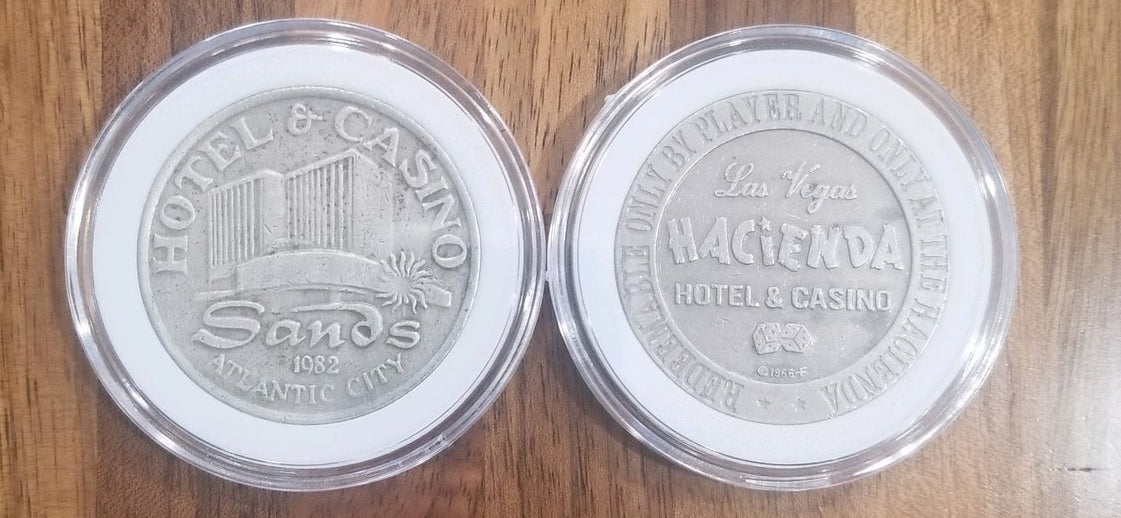 HOTEL & CASINO
Sands
1982
ATLANTIC CITY
REDEEMABLE ONLY BY PLAYER AND ONLY AT THE HACIENDA
Las Vegas
HACiENDA
HOTEL & CASINO